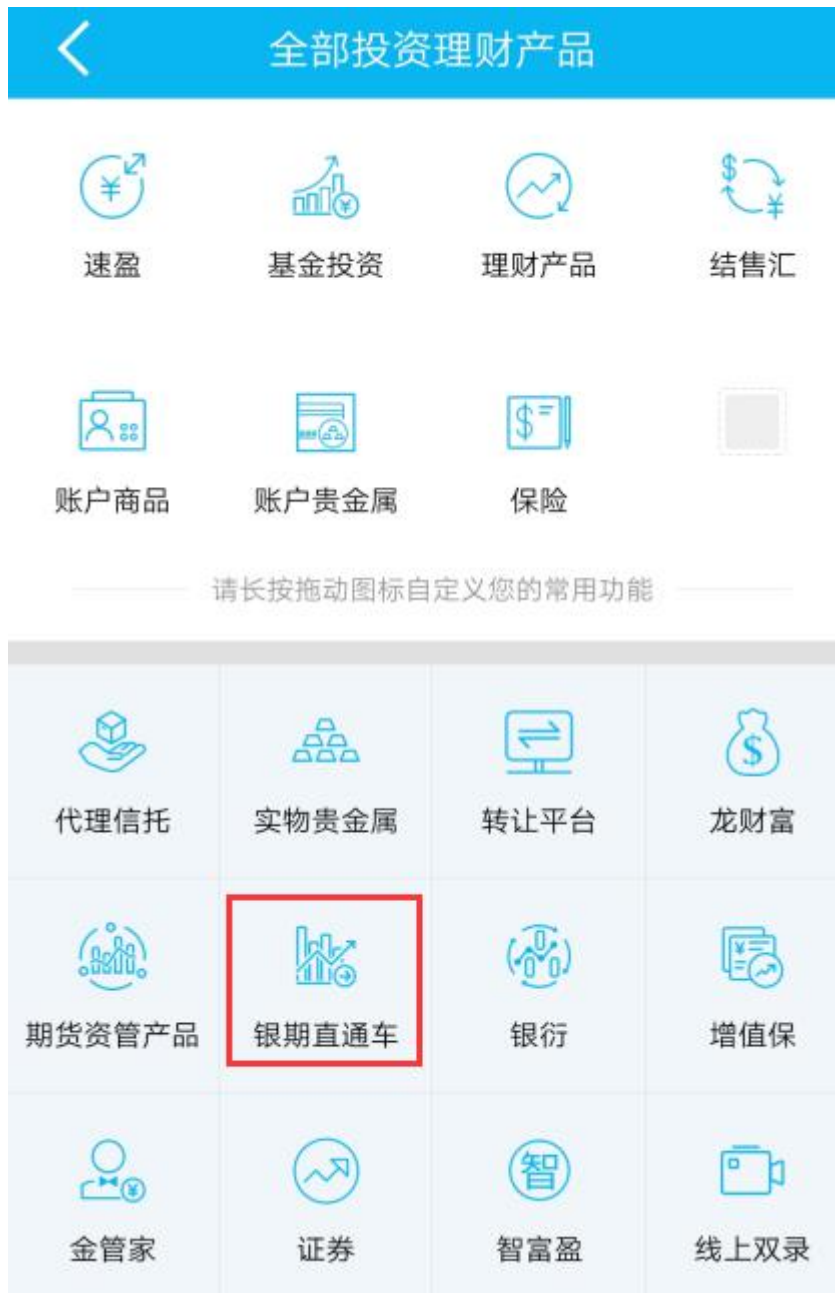 全部投资理财产品
速盈 基金投资 理财产品 结售汇
账户商品 账户贵金属 保险
请长按拖动图标自定义您的常用功能
代理信托 实物贵金属 转让平台 龙财富
期货资管产品 银期直通车 银衍 增值保
智
金管家 证券 智富盈 线上双录